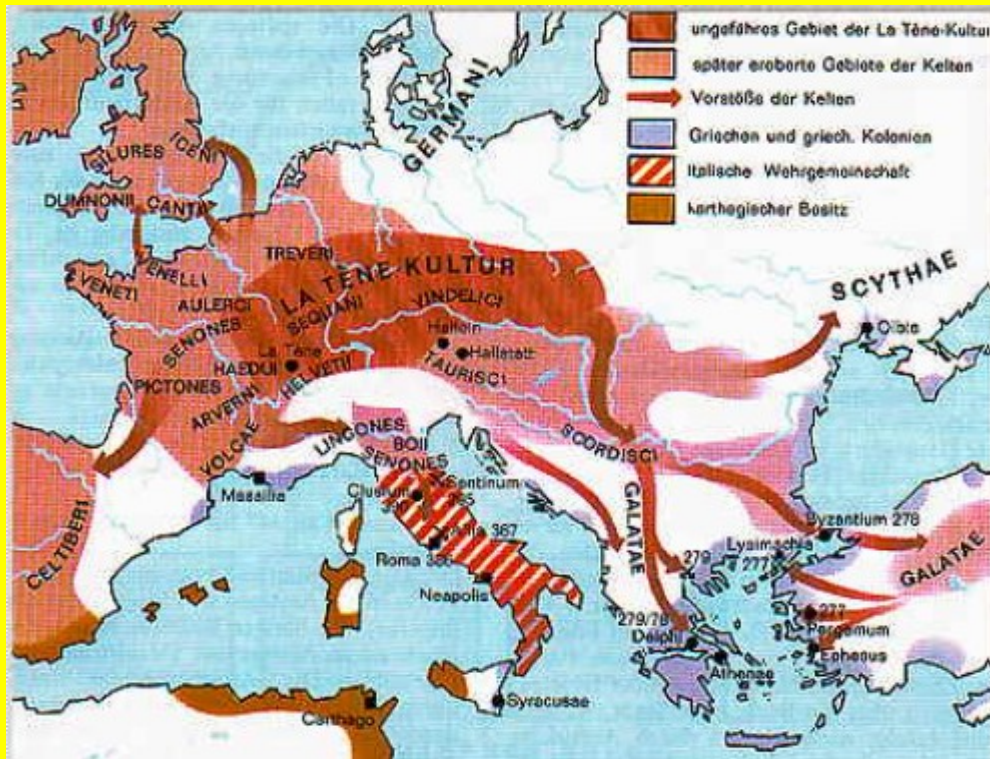 ungefähres Gebiet der La Tène-Kultur
später eroberte Gebiete der Kelten
Vorstöße der Kelten
Griechen und griech. Kolonien
Italische Wehrgemeinschaft
karthagischer Besitz
GERMANI
SILURES
ICENI
DUMNONII
CANTII
TREVERI
VENELLI
VENETI
AULERCI
LA TÈNE-KULTUR
SEQUANI
VINDELICI
SENONES
Hallein
Hallstatt
La Tène
HAEDUI
HELVETII
TAURISCI
PICTONES
ARVERNI
SCYTHAE
Olbia
LINGONES
BOII
SENONES
SCORDISCI
VOLCAE
Massilia
Clusium
Sentinum
295
GALATAE
Byzantium 278
CELTIBERI
367
Lysimachia
277
279
GALATAE
Roma
Neapolis
279/78
Delphi
277
Pergamum
Athenae
Ephesus
Syracusae
Carthago